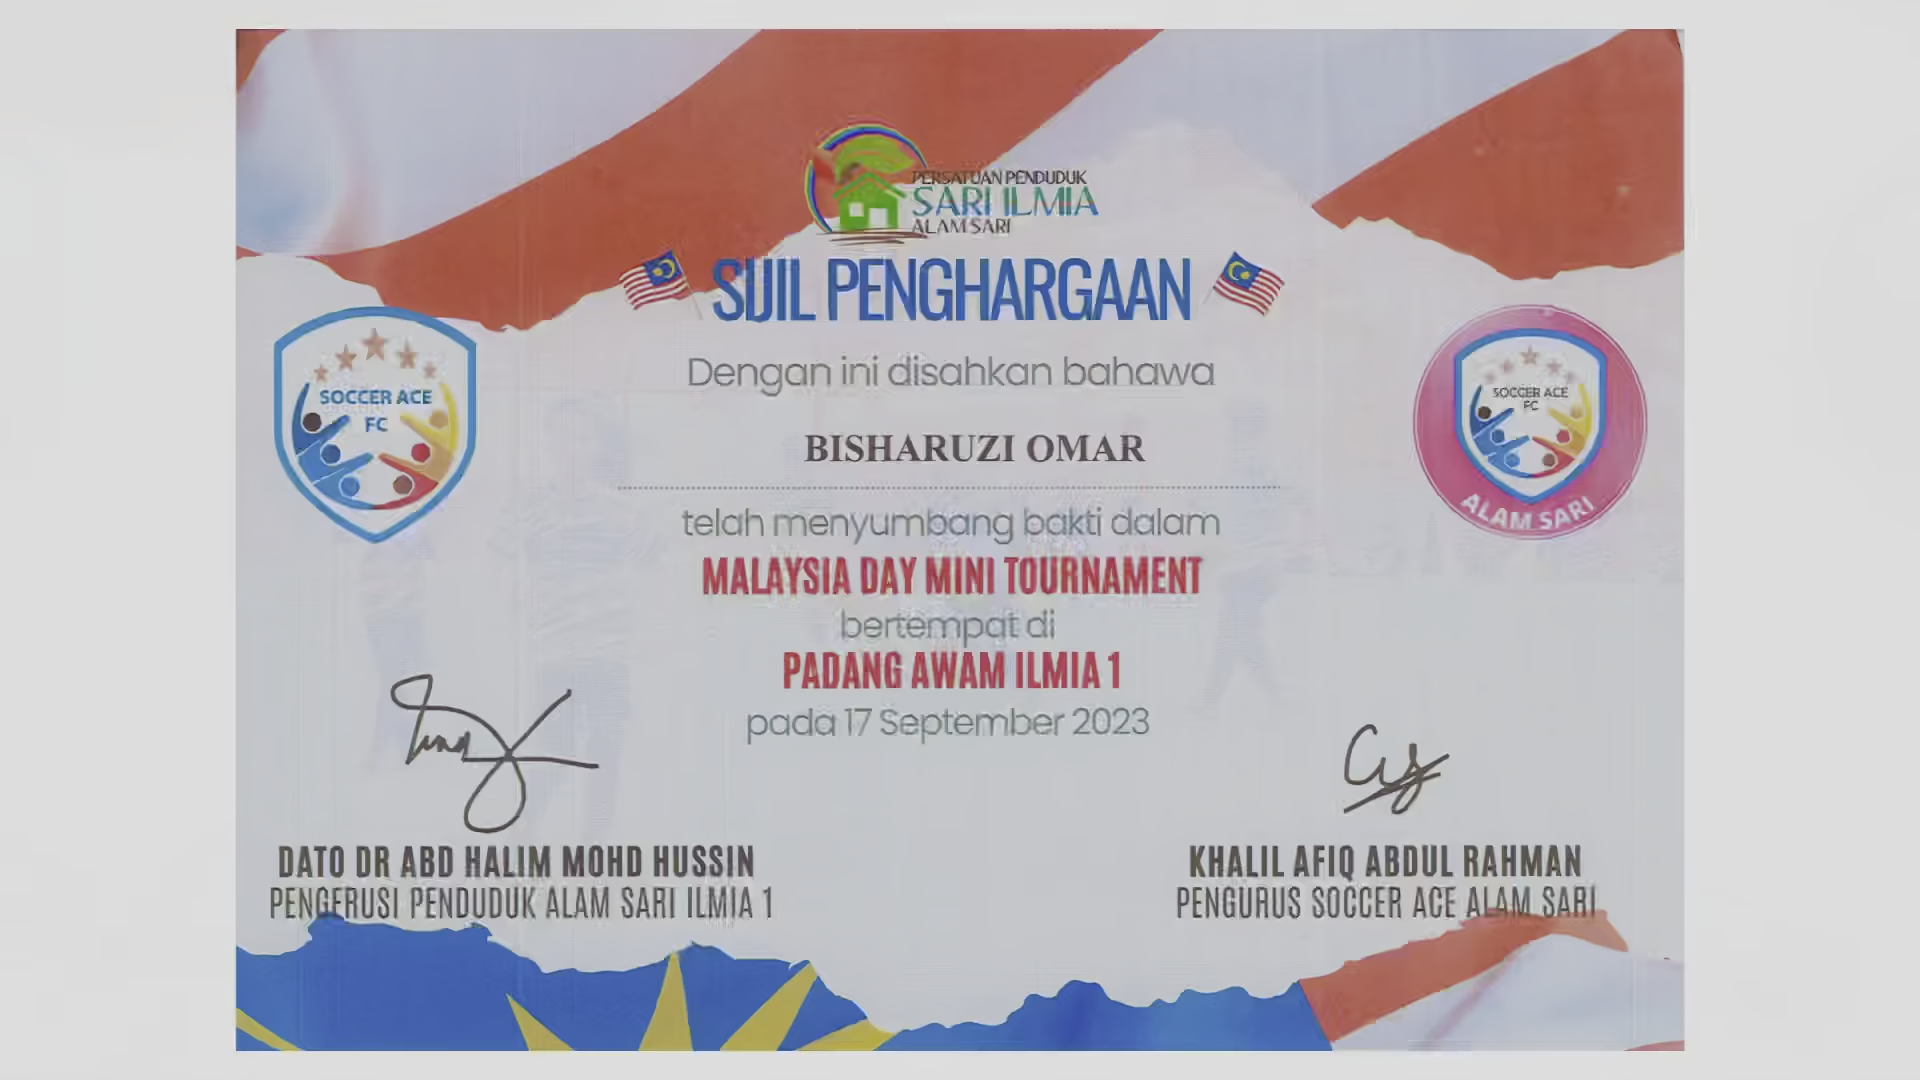 PERSATUAN PENDUDUK
SARI ILMIA
ALAM SARI
SIJIL PENGHARGAAN
SOCCER ACE
FC
SOCCER ACE
FC
ALAM SARI
Dengan ini disahkan bahawa
BISHARUZI OMAR
telah menyumbang bakti dalam
MALAYSIA DAY MINI TOURNAMENT
bertempat di
PADANG AWAM ILMIA 1
pada 17 September 2023
DATO DR ABD HALIM MOHD HUSSIN
PENGERUSI PENDUDUK ALAM SARI ILMIA 1
KHALIL AFIQ ABDUL RAHMAN
PENGURUS SOCCER ACE ALAM SARI